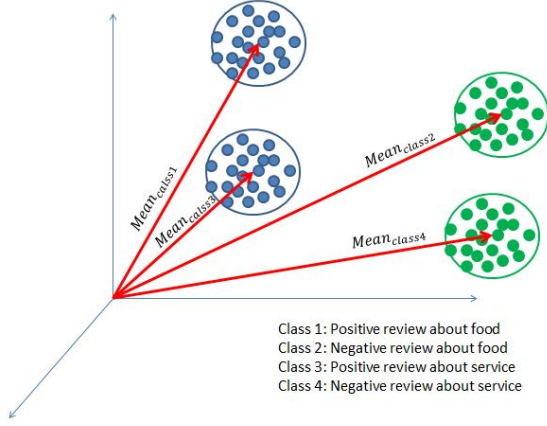 Mean_calss1
Mean_calss3
Mean_class2
Mean_class4
Class 1: Positive review about food
Class 2: Negative review about food
Class 3: Positive review about service
Class 4: Negative review about service